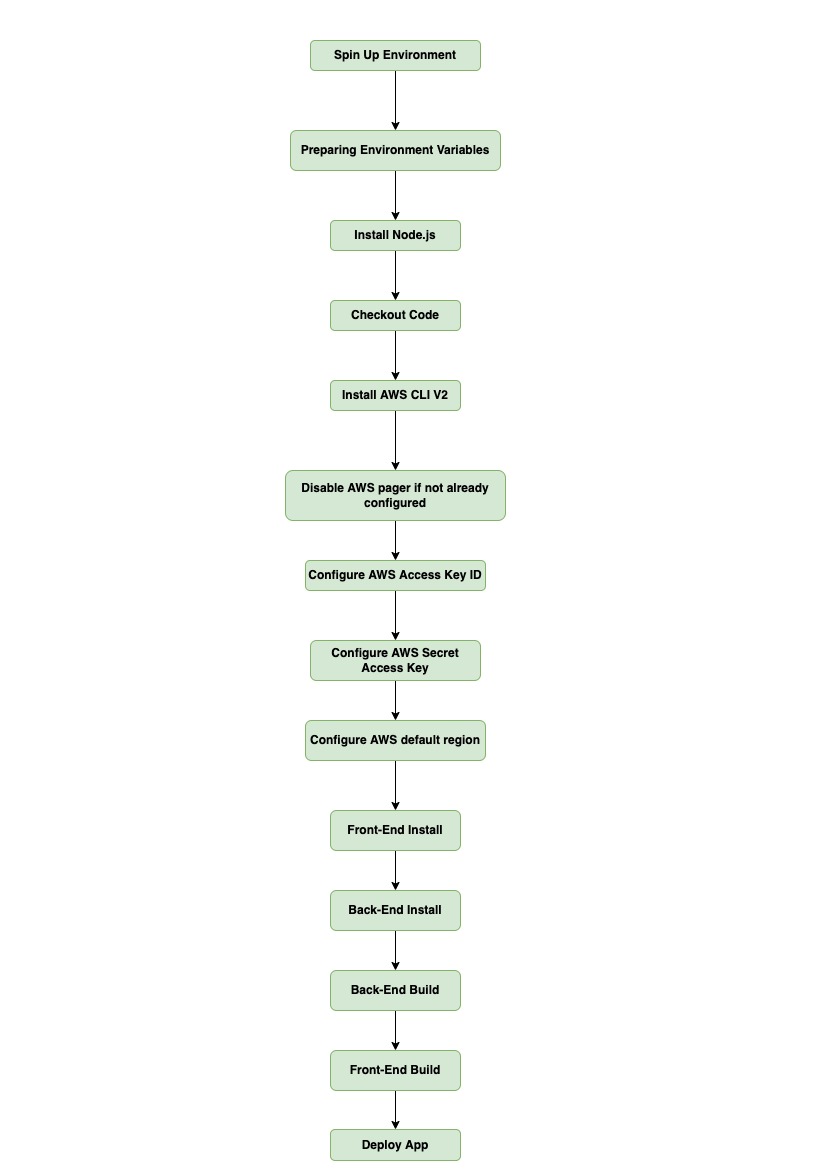 Spin Up Environment
Preparing Environment Variables
Install Node.js
Checkout Code
Install AWS CLI V2
Disable AWS pager if not already
configured
Configure AWS Access Key ID
Configure AWS Secret
Access Key
Configure AWS default region
Front-End Install
Back-End Install
Back-End Build
Front-End Build
Deploy App